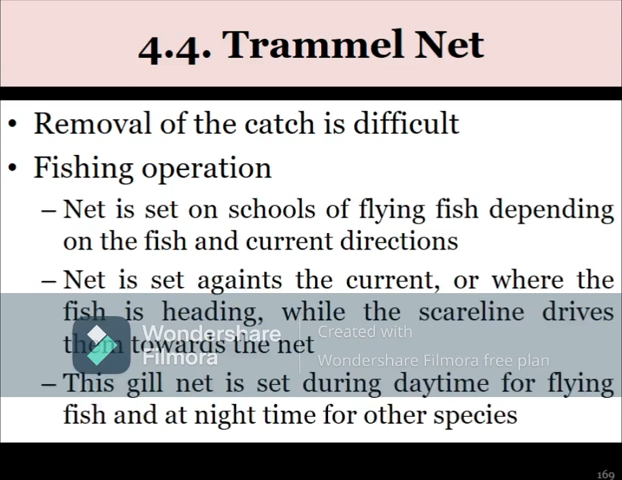 4.4. Trammel Net
• Removal of the catch is difficult
• Fishing operation
– Net is set on schools of flying fish depending
on the fish and current directions
– Net is set againts the current, or where the
fish is heading, while the scareline drives
them towards the net
– This gill net is set during daytime for flying
fish and at night time for other species
Wondershare
Filmora
Created with
Wondershare Filmora free plan
169